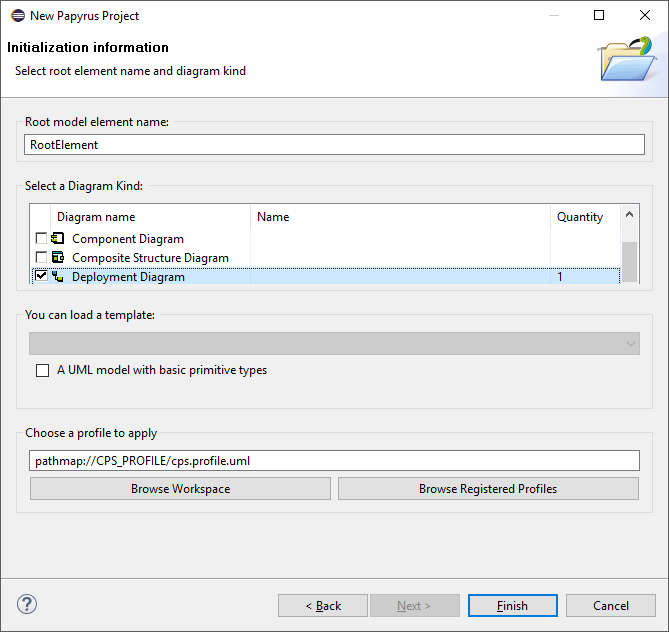 New Papyrus Project
Initialization information
Select root element name and diagram kind
Root model element name:
RootElement
Select a Diagram Kind:
Diagram name Name Quantity
Component Diagram
Composite Structure Diagram
Deployment Diagram 1
You can load a template:
A UML model with basic primitive types
Choose a profile to apply
pathmap://CPS_PROFILE/cps.profile.uml
Browse Workspace Browse Registered Profiles
? < Back Next > Finish Cancel